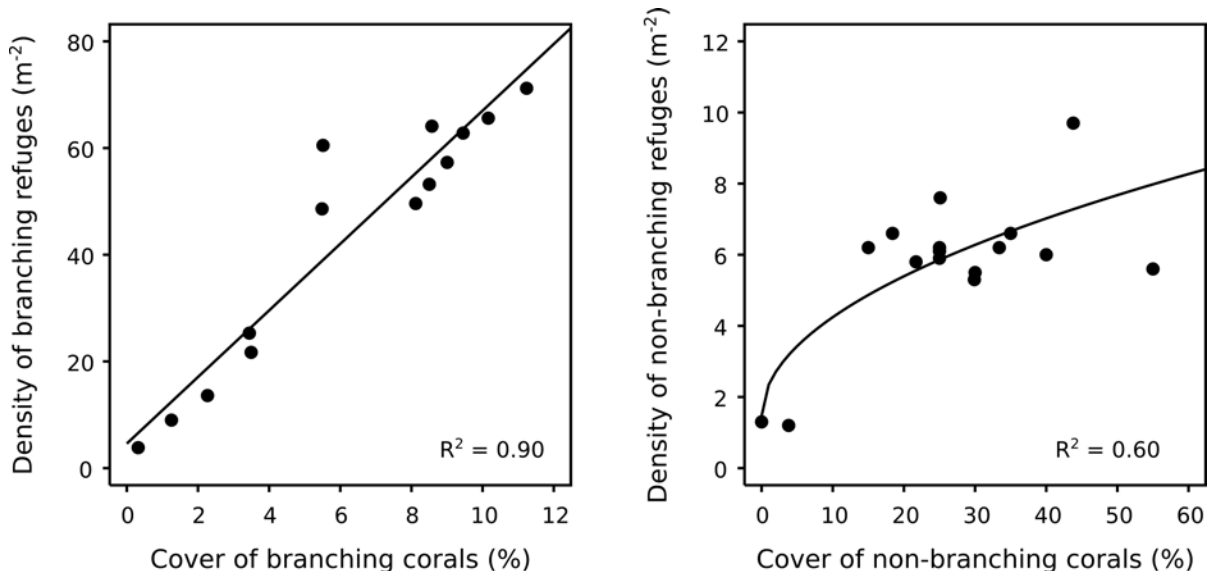 Density of branching refuges (m⁻²)
80
60
40
20
0
R² = 0.90
0 2 4 6 8 10 12
Cover of branching corals (%)
Density of non-branching refuges (m⁻²)
12
10
8
6
4
2
0
R² = 0.60
0 10 20 30 40 50 60
Cover of non-branching corals (%)